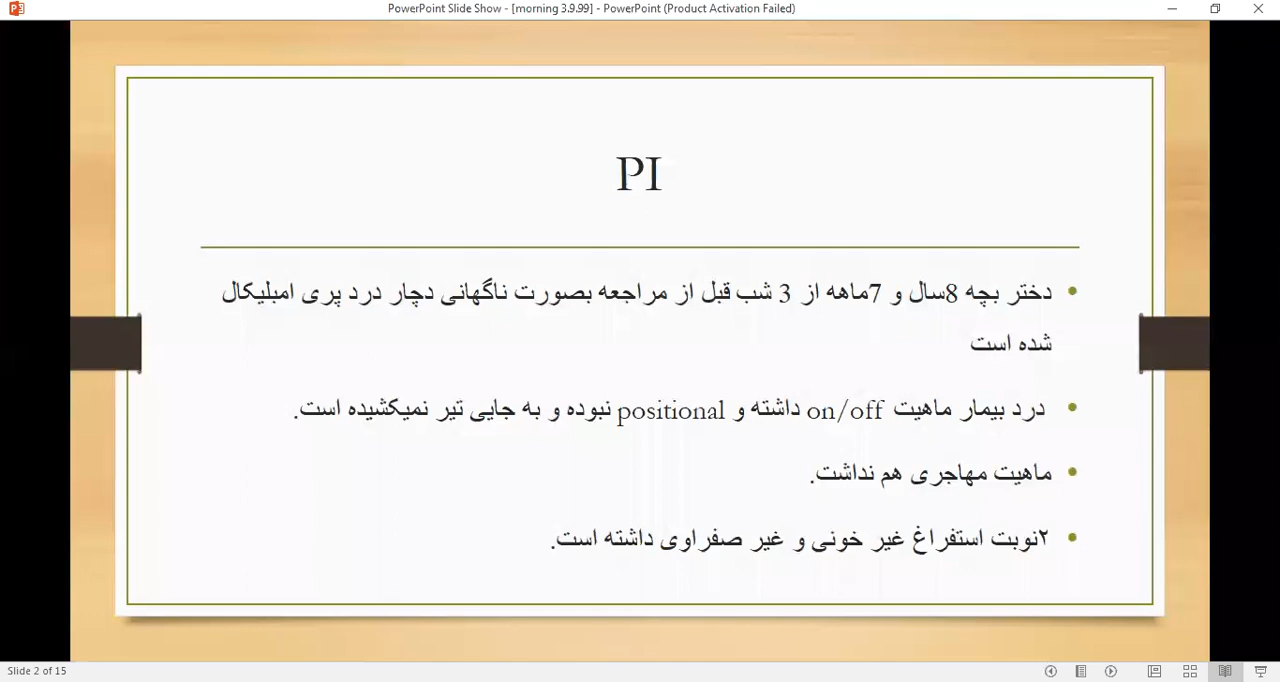 PowerPoint Slide Show - [morning 3.9.99] - PowerPoint (Product Activation Failed)
PI
• دختر بچه 8سال و 7ماهه از 3 شب قبل از مراجعه بصورت ناگهانی دچار درد پری امبلیکال
شده است
• درد بیمار ماهیت on/off داشته و positional نبوده و به جایی تیر نمیکشیده است.
• ماهیت مهاجری هم نداشت.
• ۲نوبت استفراغ غیر خونی و غیر صفراوی داشته است.
Slide 2 of 15